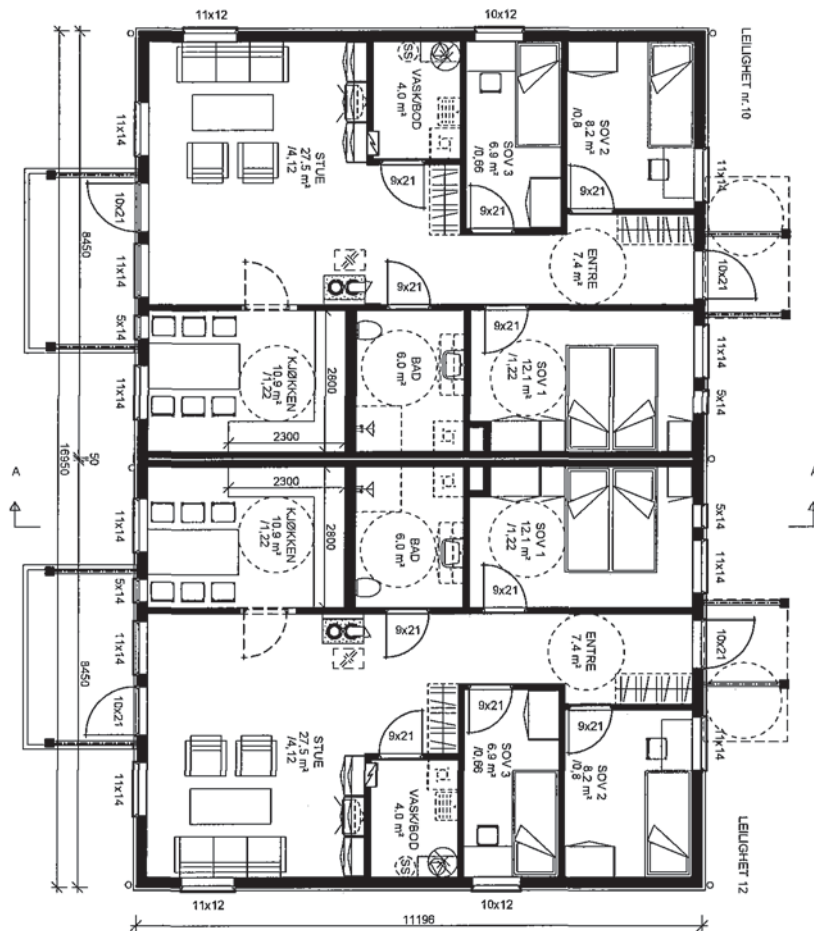 11x12
10x12
LEILIGHET nr.10
11x14
10x21
11x14
5x14
11x14
8450
16950
50
STUE
27,5 m²
/4,12
VASK/BOD
4.0 m²
SS
9x21
SOV 3
6.9 m²
/0,66
9x21
SOV 2
8.2 m²
/0,8
9x21
11x14
ENTRE
7,4 m²
10x21
9x21
9x21
KJØKKEN
10,9 m²
/1,22
2800
2300
BAD
6.0 m²
SOV 1
12.1 m²
/1,22
11x14
5x14
A
A
2300
KJØKKEN
10,9 m²
/1,22
2800
BAD
6.0 m²
SOV 1
12.1 m²
/1,22
5x14
11x14
11x14
5x14
11x14
10x21
11x14
8450
9x21
9x21
ENTRE
7.4 m²
10x21
STUE
27,5 m²
/4,12
9x21
VASK/BOD
4.0 m²
SS
9x21
SOV 3
6.9 m²
/0,66
9x21
SOV 2
8.2 m²
/0,8
11x14
LEILIGHET 12
11x12
10x12
11196